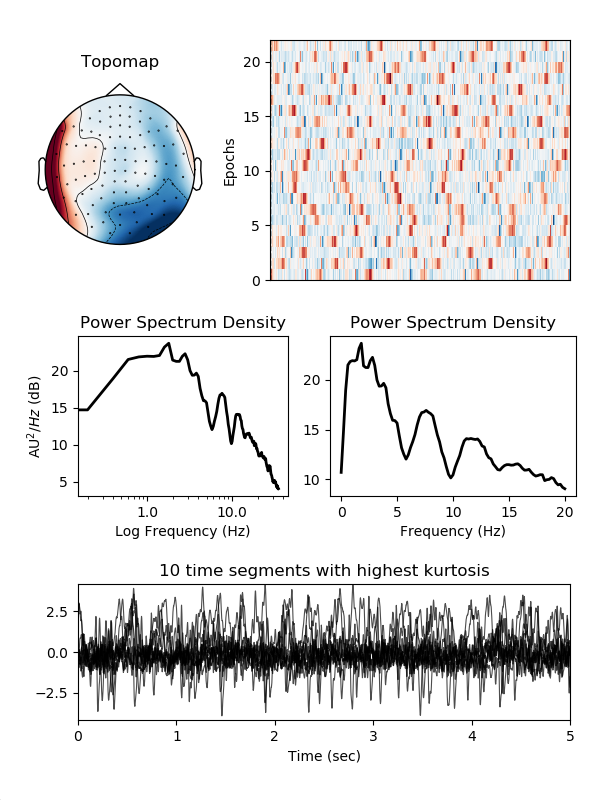 Topomap
Epochs
20
15
10
5
0
Power Spectrum Density
AU²/Hz (dB)
20
15
10
5
1.0 10.0
Log Frequency (Hz)
Power Spectrum Density
20
15
10
0 5 10 15 20
Frequency (Hz)
10 time segments with highest kurtosis
2.5
0.0
−2.5
0 1 2 3 4 5
Time (sec)